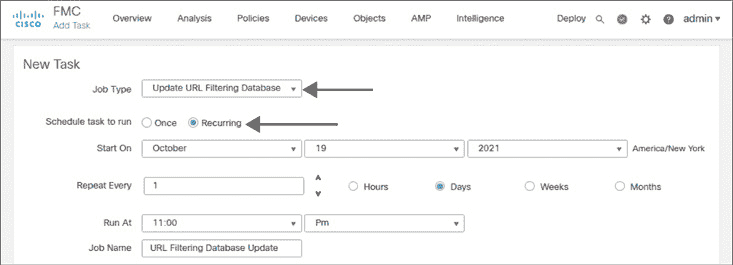 CISCO FMC Add Task Overview Analysis Policies Devices Objects AMP Intelligence Deploy admin
New Task
Job Type Update URL Filtering Database
Schedule task to run Once Recurring
Start On October 19 2021 America/New York
Repeat Every 1 Hours Days Weeks Months
Run At 11:00 Pm
Job Name URL Filtering Database Update